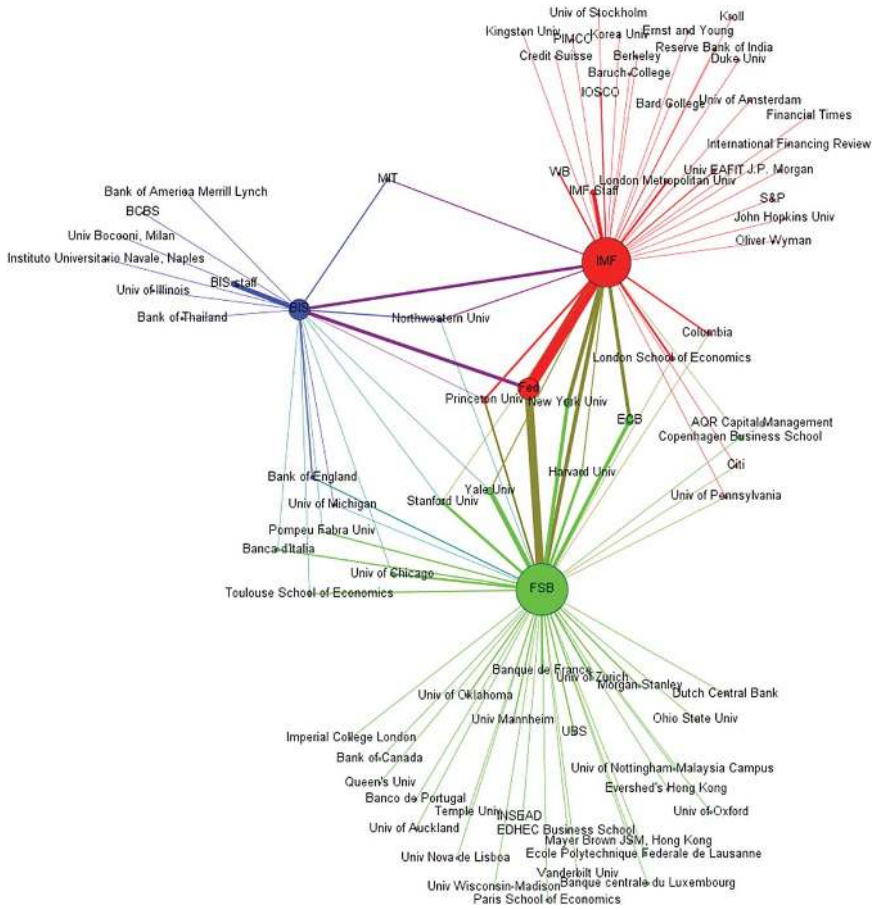 Univ of Stockholm
Kroll
Kingston Univ
PIMCO
Korea Univ
Ernst and Young
Credit Suisse
Berkeley
Reserve Bank of India
Duke Univ
Baruch College
IOSCO
Bard College
Univ of Amsterdam
Financial Times
International Financing Review
WB
Univ EAFIT
J.P. Morgan
MIT
London Metropolitan Univ
IMF Staff
S&P
Bank of America Merrill Lynch
BCBS
John Hopkins Univ
Univ Bocconi, Milan
Oliver Wyman
Instituto Universitario Navale, Naples
IMF
BIS staff
Univ of Illinois
BIS
Bank of Thailand
Northwestern Univ
Columbia
London School of Economics
Fed
Princeton Univ
New York Univ
ECB
AQR Capital Management
Copenhagen Business School
Citi
Bank of England
Harvard Univ
Yale Univ
Univ of Pennsylvania
Stanford Univ
Univ of Michigan
Pompeu Fabra Univ
Banca d'Italia
Univ of Chicago
FSB
Toulouse School of Economics
Banque de France
Univ of Zurich
Morgan Stanley
Dutch Central Bank
Univ of Oklahoma
Univ Mannheim
Ohio State Univ
UBS
Imperial College London
Bank of Canada
Univ of Nottingham-Malaysia Campus
Queen's Univ
Evershed's Hong Kong
Banco de Portugal
Temple Univ
Univ of Oxford
INSEAD
Univ of Auckland
EDHEC Business School
Mayer Brown JSM, Hong Kong
Univ Nova de Lisboa
Ecole Polytechnique Federale de Lausanne
Vanderbilt Univ
Univ Wisconsin-Madison
Banque centrale du Luxembourg
Paris School of Economics